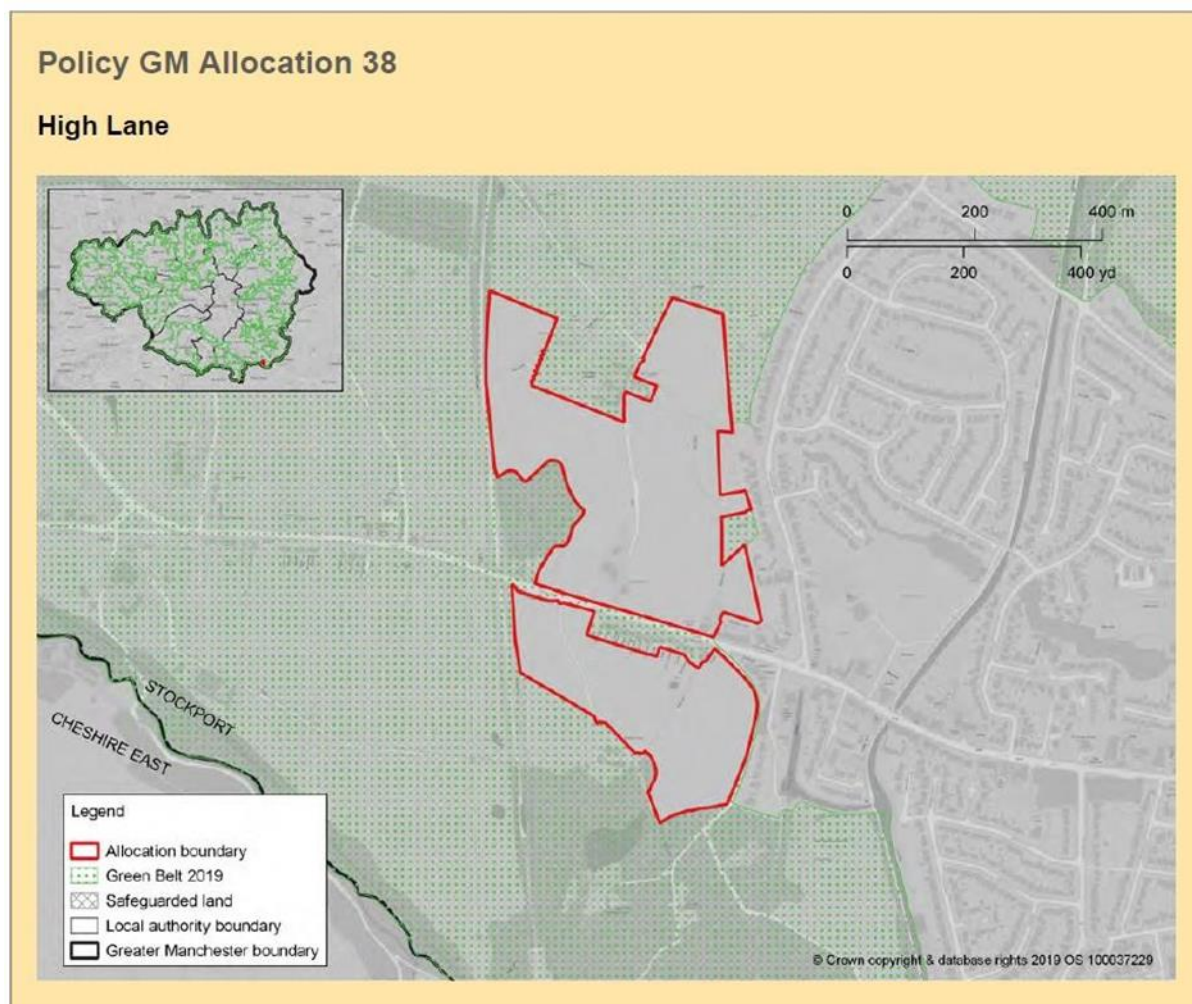 Policy GM Allocation 38
High Lane
0 200 400 m
0 200 400 yd
STOCKPORT
CHESHIRE EAST
Legend
Allocation boundary
Green Belt 2019
Safeguarded land
Local authority boundary
Greater Manchester boundary
© Crown copyright & database rights 2019 OS 100037229